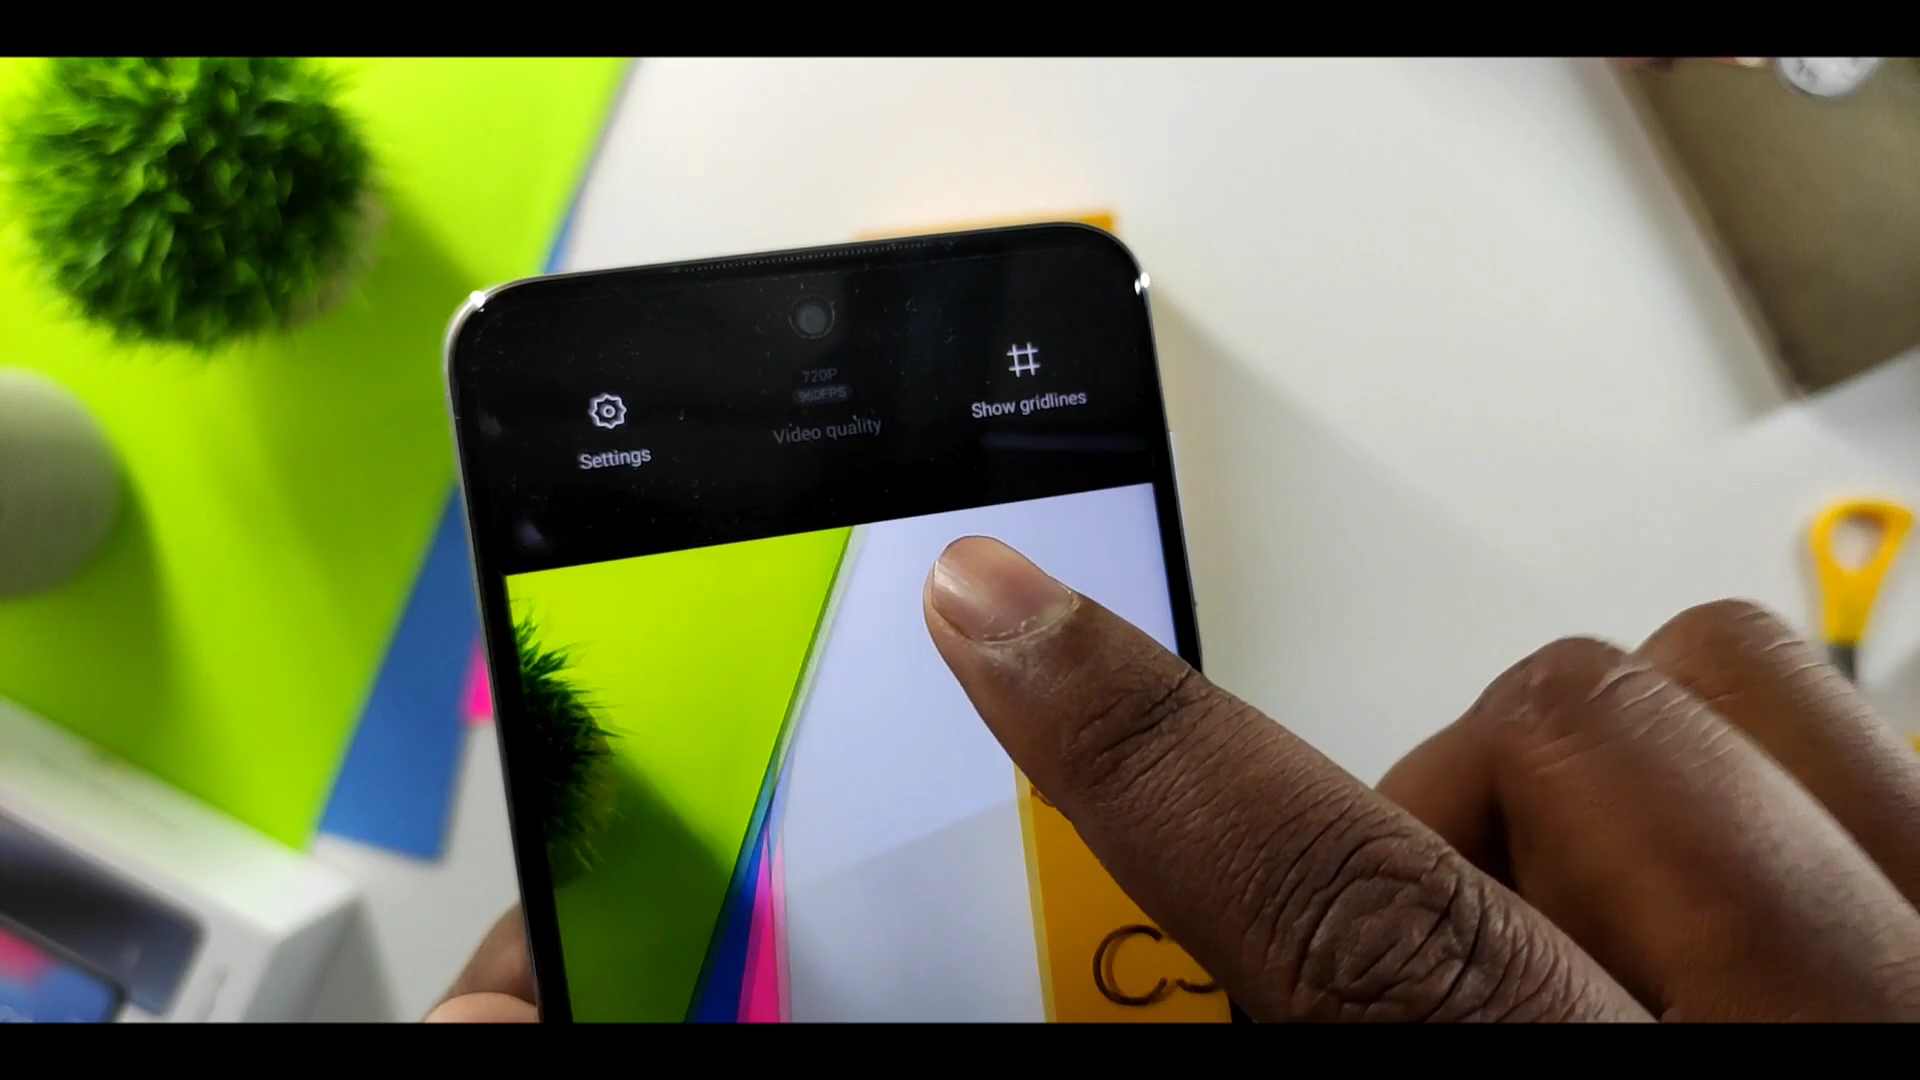 720P
960FPS
Video quality
Settings
Show gridlines